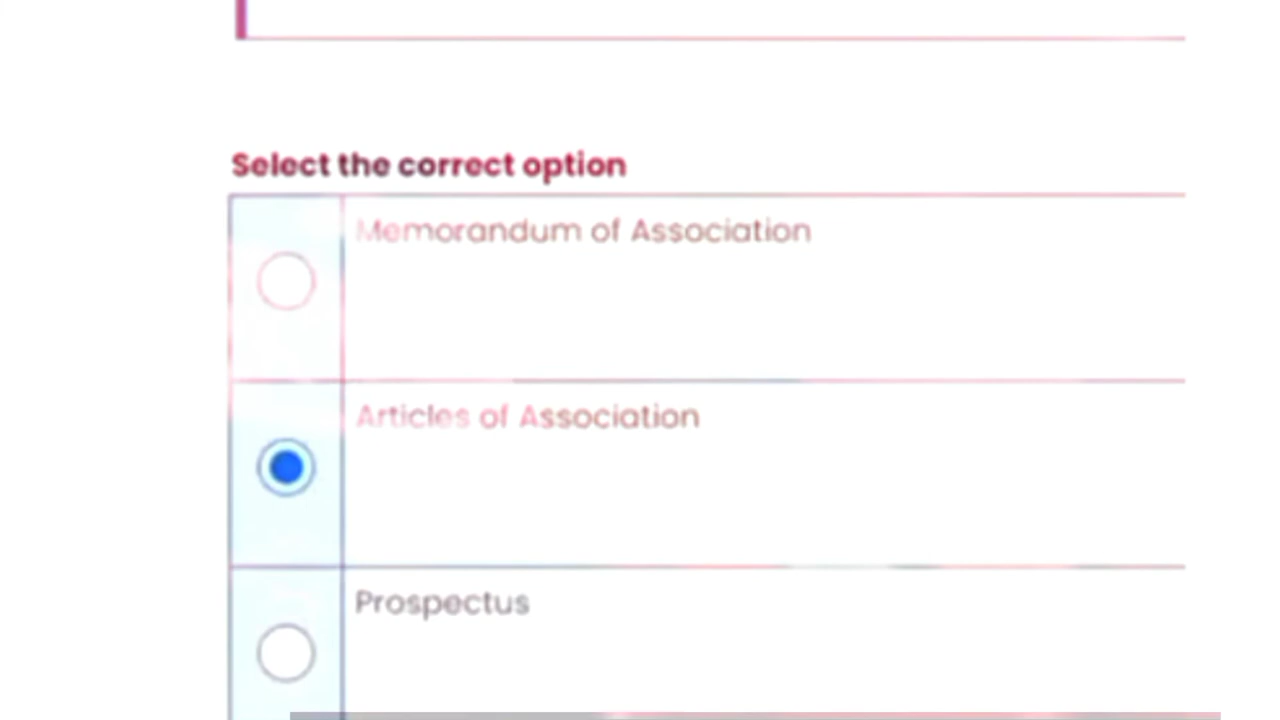 Select the correct option
Memorandum of Association
Articles of Association
Prospectus